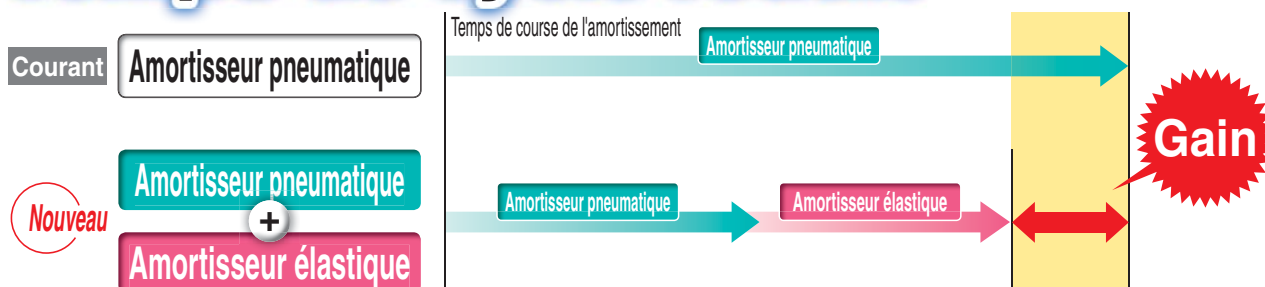 Temps de course de l'amortissement
Courant
Amortisseur pneumatique
Amortisseur pneumatique
Gain
Nouveau
Amortisseur pneumatique
+
Amortisseur élastique
Amortisseur pneumatique
Amortisseur élastique